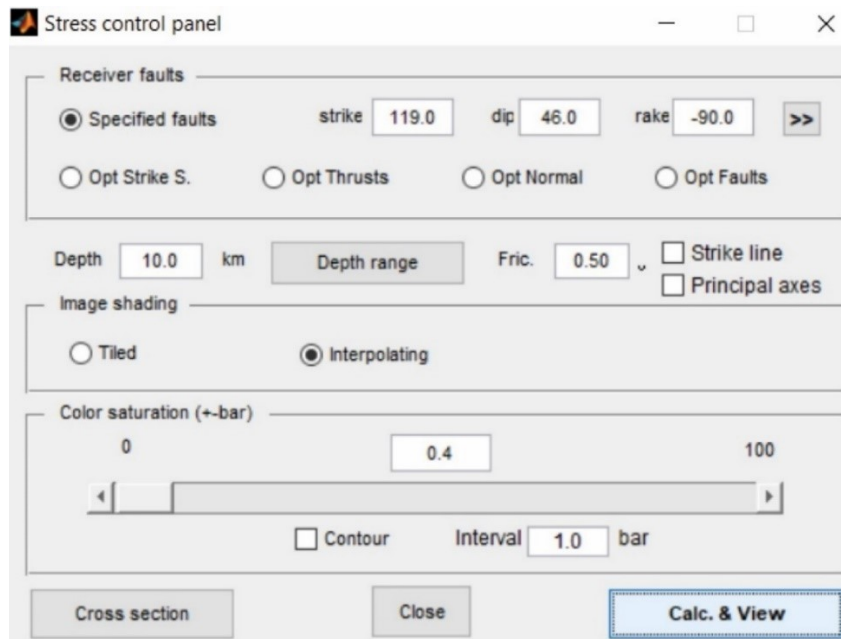 Stress control panel
Receiver faults
Specified faults strike 119.0 dip 46.0 rake -90.0 >>
Opt Strike S. Opt Thrusts Opt Normal Opt Faults
Depth 10.0 km Depth range Fric. 0.50 Strike line
Principal axes
Image shading
Tiled Interpolating
Color saturation (+-bar)
0 0.4 100
Contour Interval 1.0 bar
Cross section Close Calc. & View